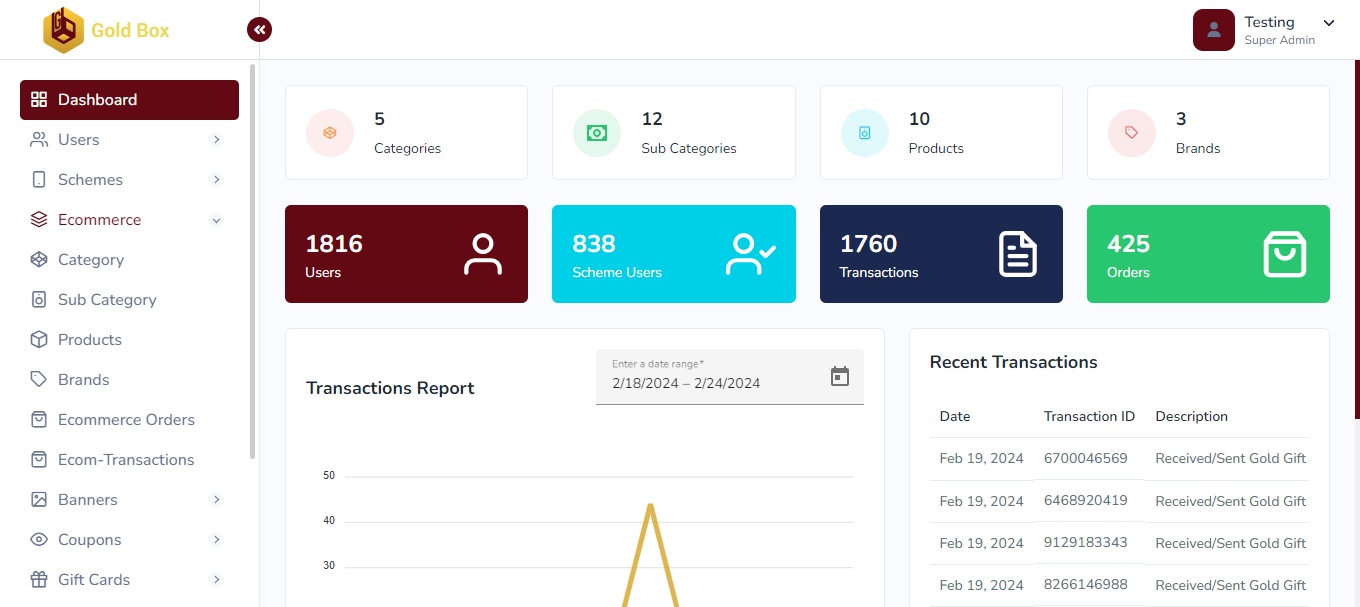 Gold Box
Testing
Super Admin
Dashboard
Users
Schemes
Ecommerce
Category
Sub Category
Products
Brands
Ecommerce Orders
Ecom-Transactions
Banners
Coupons
Gift Cards
5
Categories
12
Sub Categories
10
Products
3
Brands
1816
Users
838
Scheme Users
1760
Transactions
425
Orders
Transactions Report
Enter a date range*
2/18/2024 – 2/24/2024
50
40
30
Recent Transactions
Date Transaction ID Description
Feb 19, 2024 6700046569 Received/Sent Gold Gift
Feb 19, 2024 6468920419 Received/Sent Gold Gift
Feb 19, 2024 9129183343 Received/Sent Gold Gift
Feb 19, 2024 8266146988 Received/Sent Gold Gift